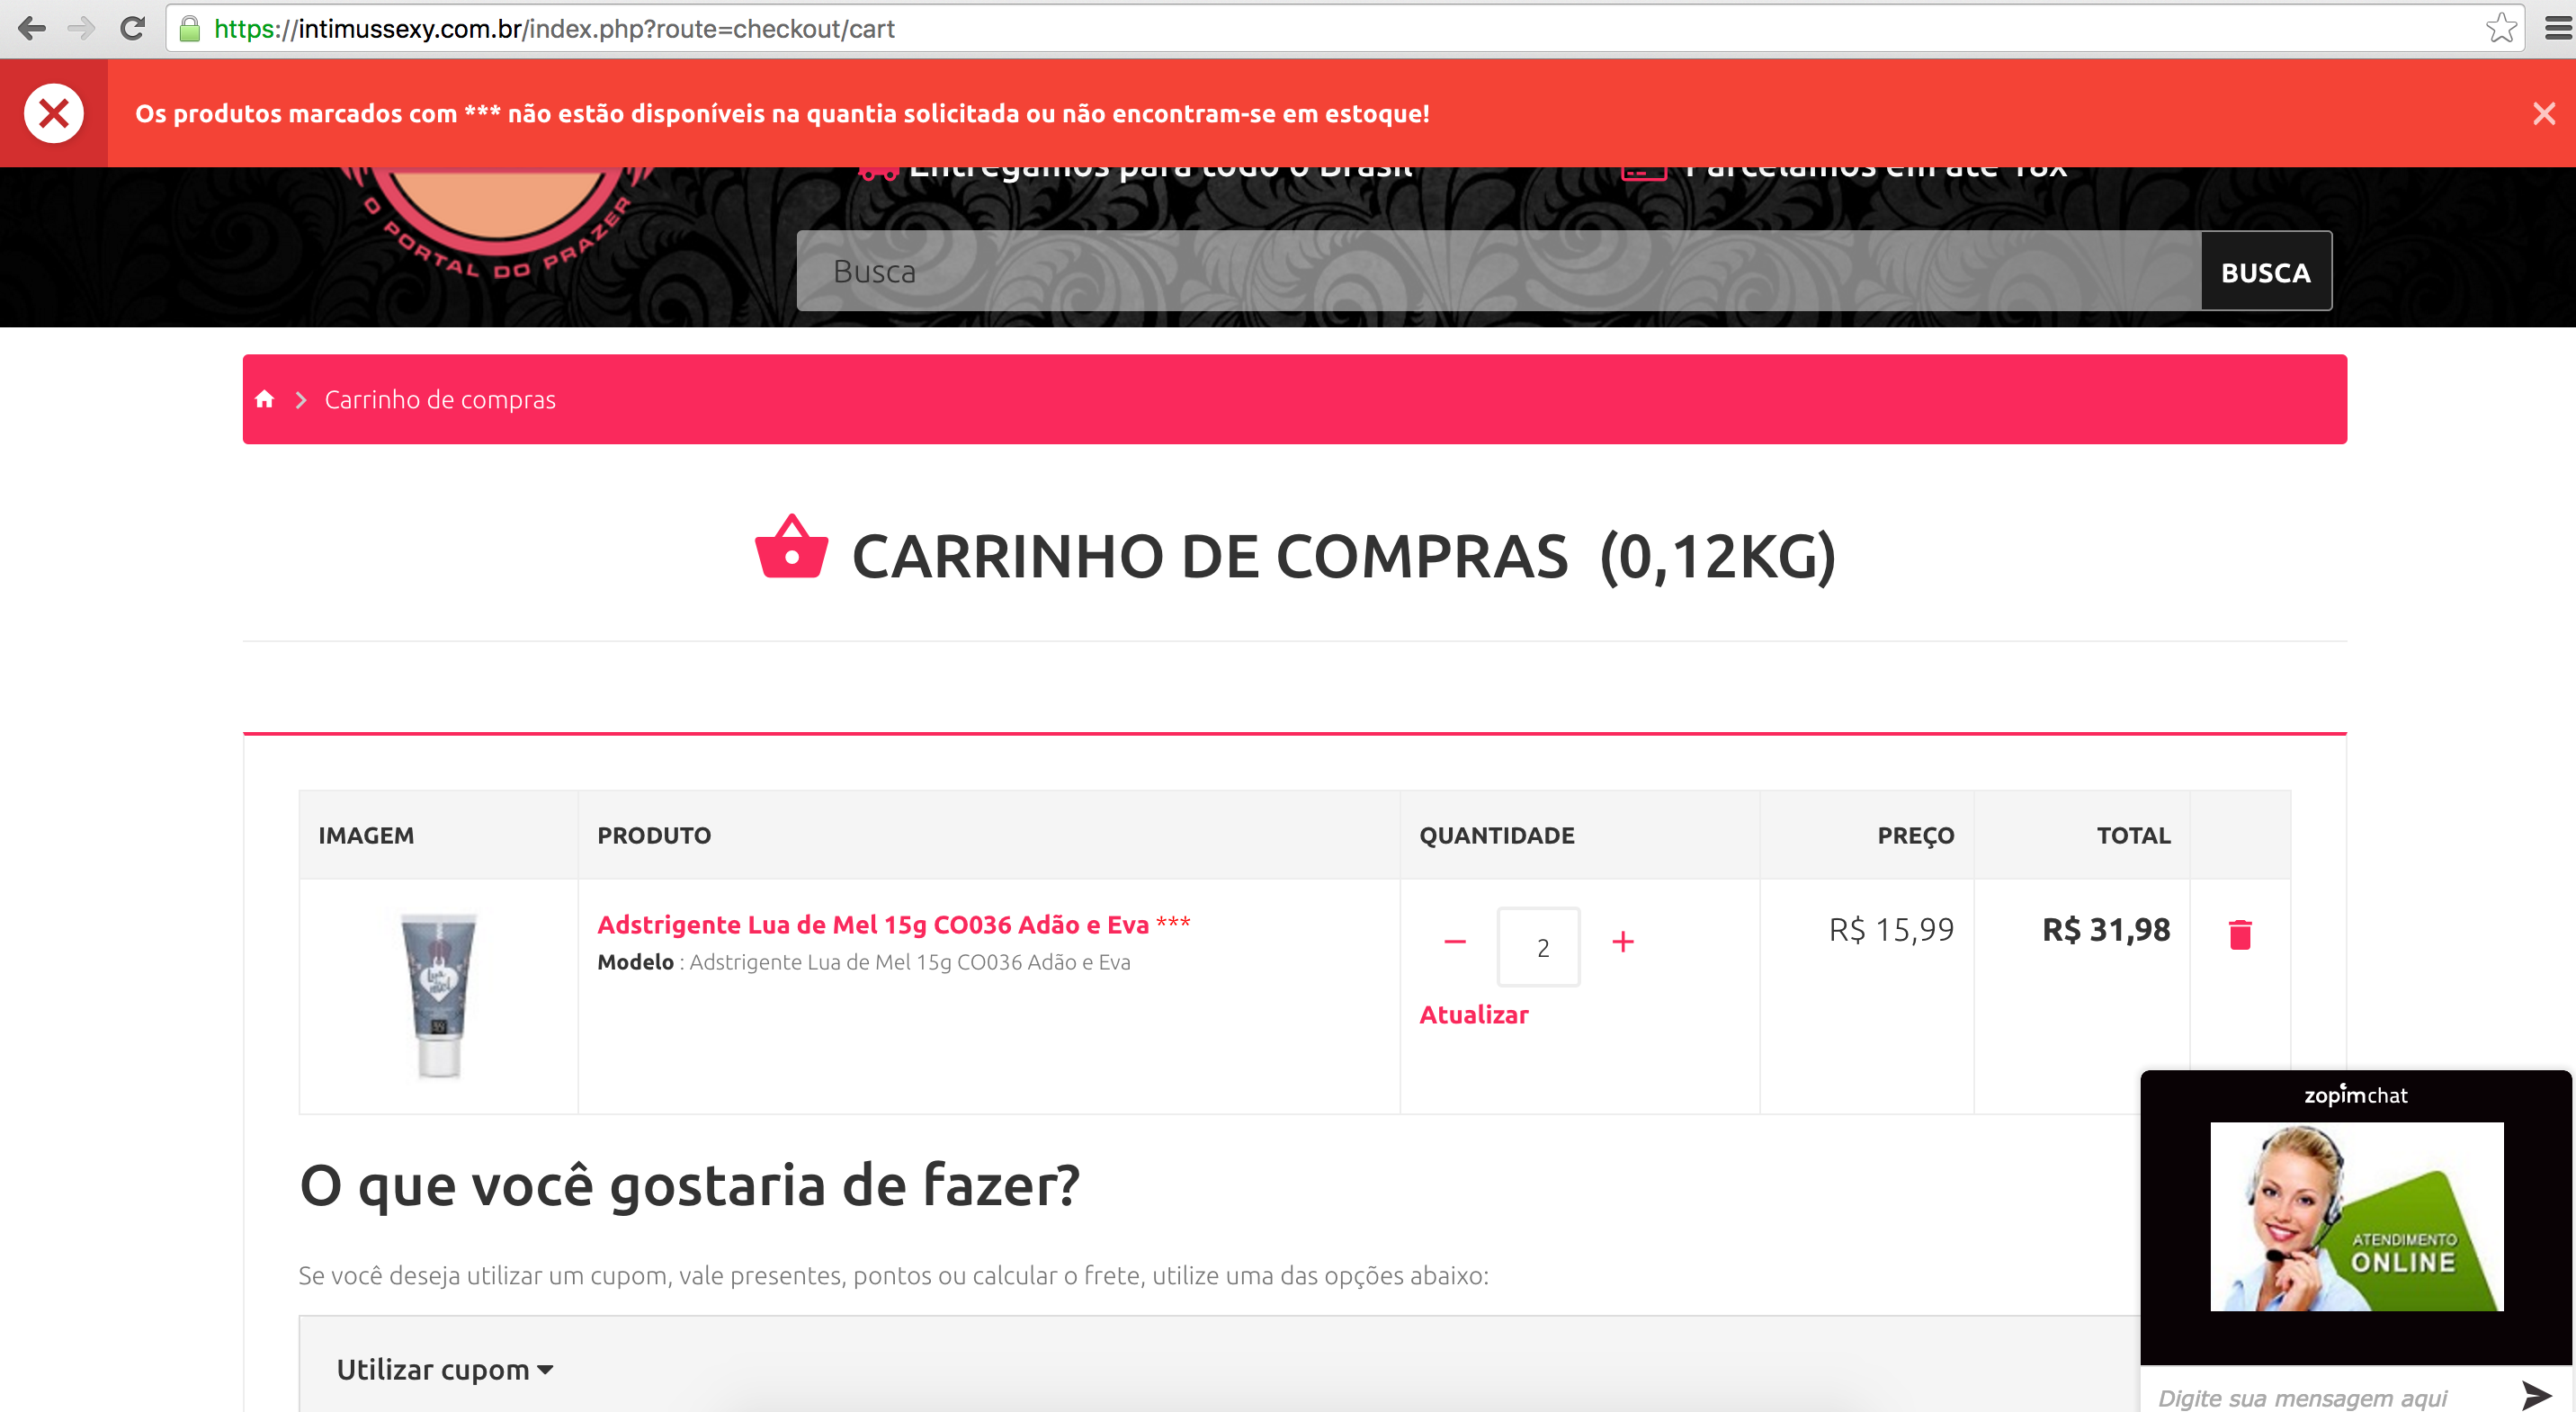 https://intimussexy.com.br/index.php?route=checkout/cart
Os produtos marcados com *** não estão disponíveis na quantia solicitada ou não encontram-se em estoque!
Entregamos para todo o Brasil
Parcelamos em até 18x
O PORTAL DO PRAZER
Busca
BUSCA
Carrinho de compras
CARRINHO DE COMPRAS (0,12KG)
IMAGEM PRODUTO QUANTIDADE PREÇO TOTAL
Adstrigente Lua de Mel 15g CO036 Adão e Eva ***
Modelo : Adstrigente Lua de Mel 15g CO036 Adão e Eva
2
R$ 15,99
R$ 31,98
Atualizar
O que você gostaria de fazer?
Se você deseja utilizar um cupom, vale presentes, pontos ou calcular o frete, utilize uma das opções abaixo:
Utilizar cupom
zopimchat
ATENDIMENTO
ONLINE
Digite sua mensagem aqui